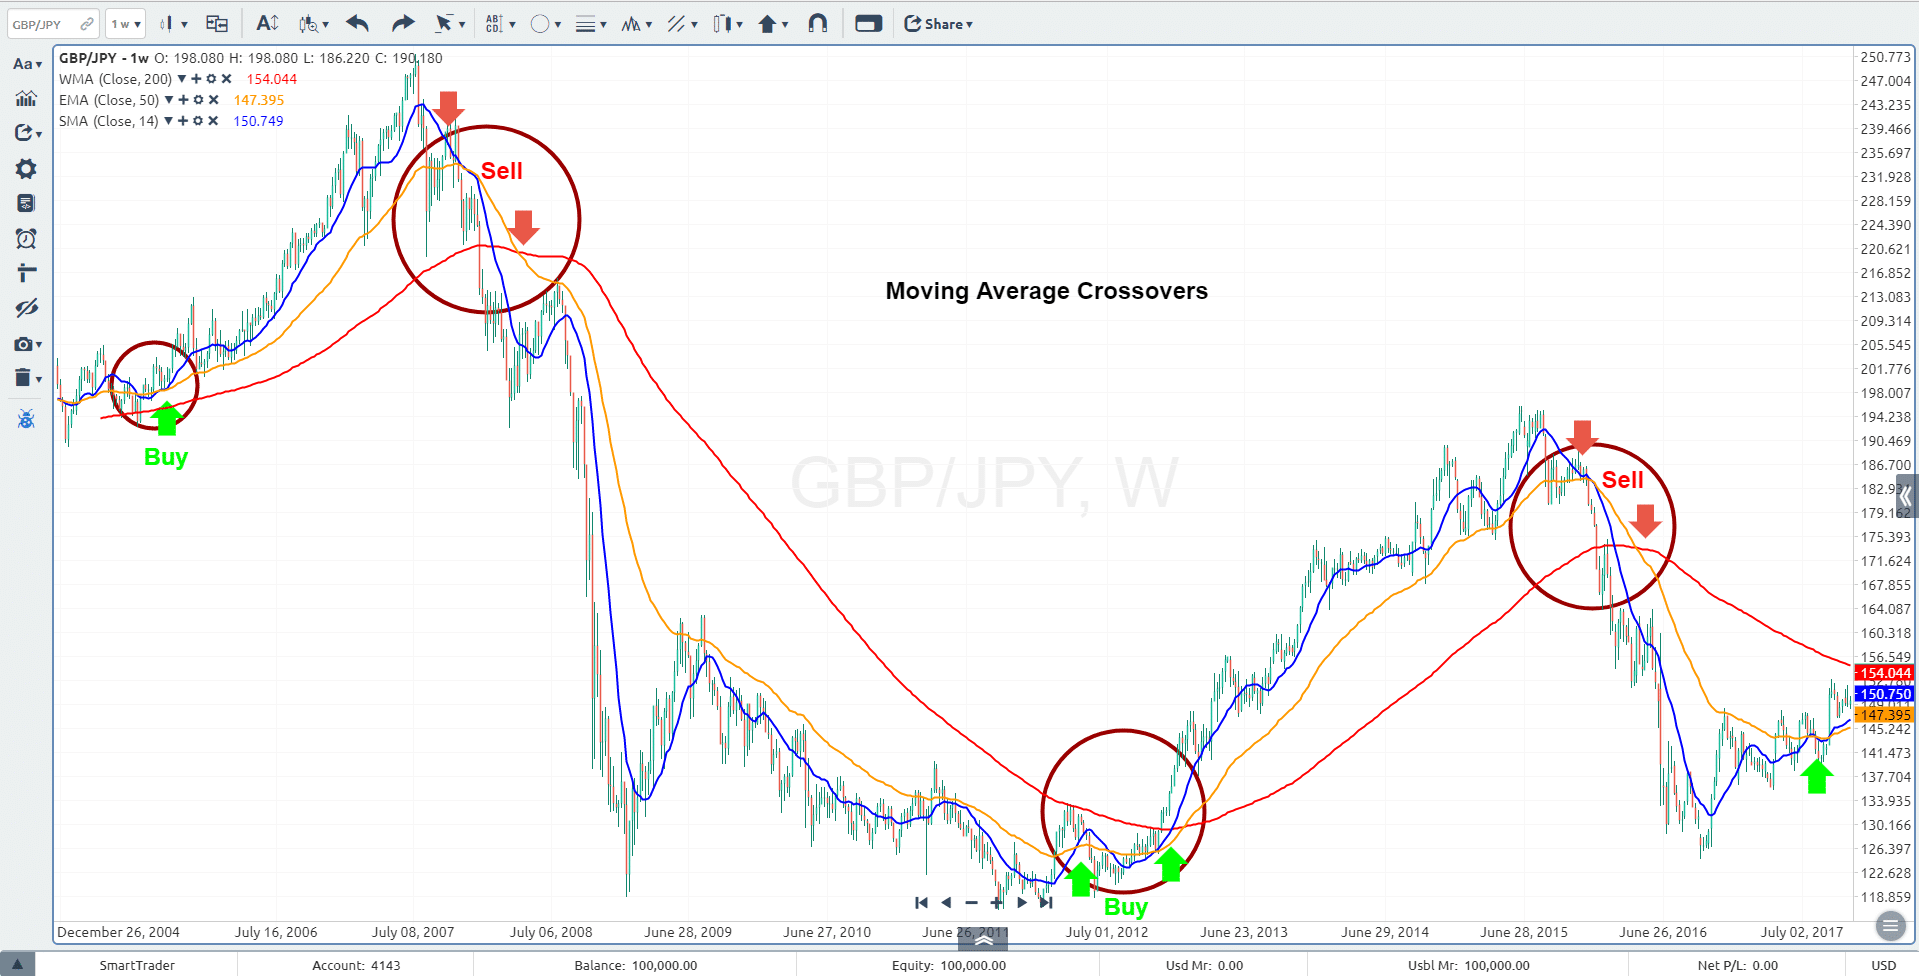 GBP/JPY 1 w AB CD Share
Aa
GBP/JPY - 1w O: 198.080 H: 198.080 L: 186.220 C: 190.180
WMA (Close, 200) 154.044
EMA (Close, 50) 147.395
SMA (Close, 14) 150.749
Sell
Moving Average Crossovers
Buy
GBP/JPY, W
Sell
Buy
250.773
247.004
243.235
239.466
235.697
231.928
228.159
224.390
220.621
216.852
213.083
209.314
205.545
201.776
198.007
194.238
190.469
186.700
179.162
175.393
171.624
167.855
164.087
160.318
156.549
154.044
150.750
147.395
145.242
141.473
137.704
133.935
130.166
126.397
122.628
118.859
December 26, 2004 July 16, 2006 July 08, 2007 July 06, 2008 June 28, 2009 June 27, 2010 June 26, 2011 July 01, 2012 June 23, 2013 June 29, 2014 June 28, 2015 June 26, 2016 July 02, 2017
SmartTrader Account: 4143 Balance: 100,000.00 Equity: 100,000.00 Usd Mr: 0.00 Usbl Mr: 100,000.00 Net P/L: 0.00 USD